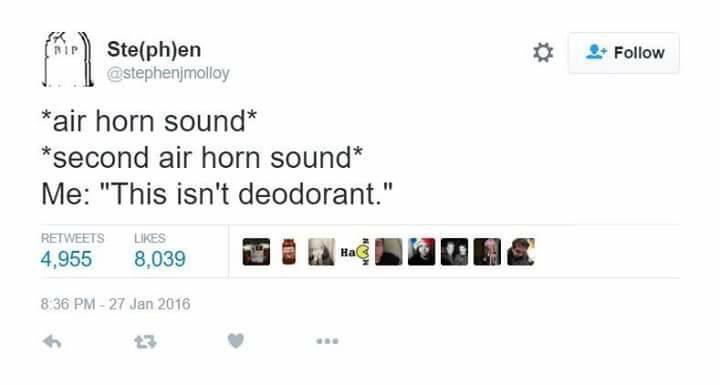 RIP
Ste(ph)en
@stephenjmolloy
Follow
*air horn sound*
*second air horn sound*
Me: "This isn't deodorant."
RETWEETS LIKES
4,955 8,039
8:36 PM - 27 Jan 2016